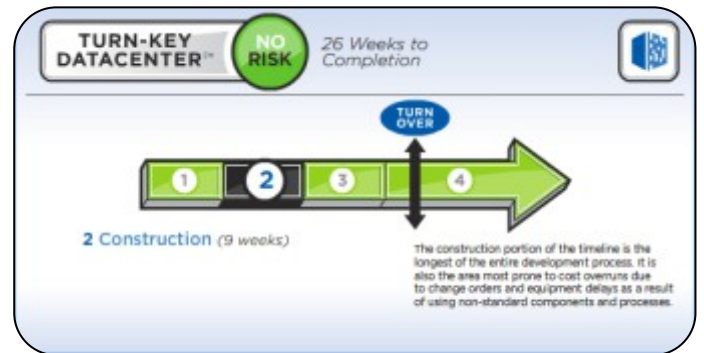 TURN-KEY
DATACENTER™
NO
RISK
26 Weeks to
Completion
TURN
OVER
1
2
3
4
2 Construction (9 weeks)
The construction portion of the timeline is the
longest of the entire development process. It is
also the area most prone to cost overruns due
to change orders and equipment delays as a result
of using non-standard components and processes.